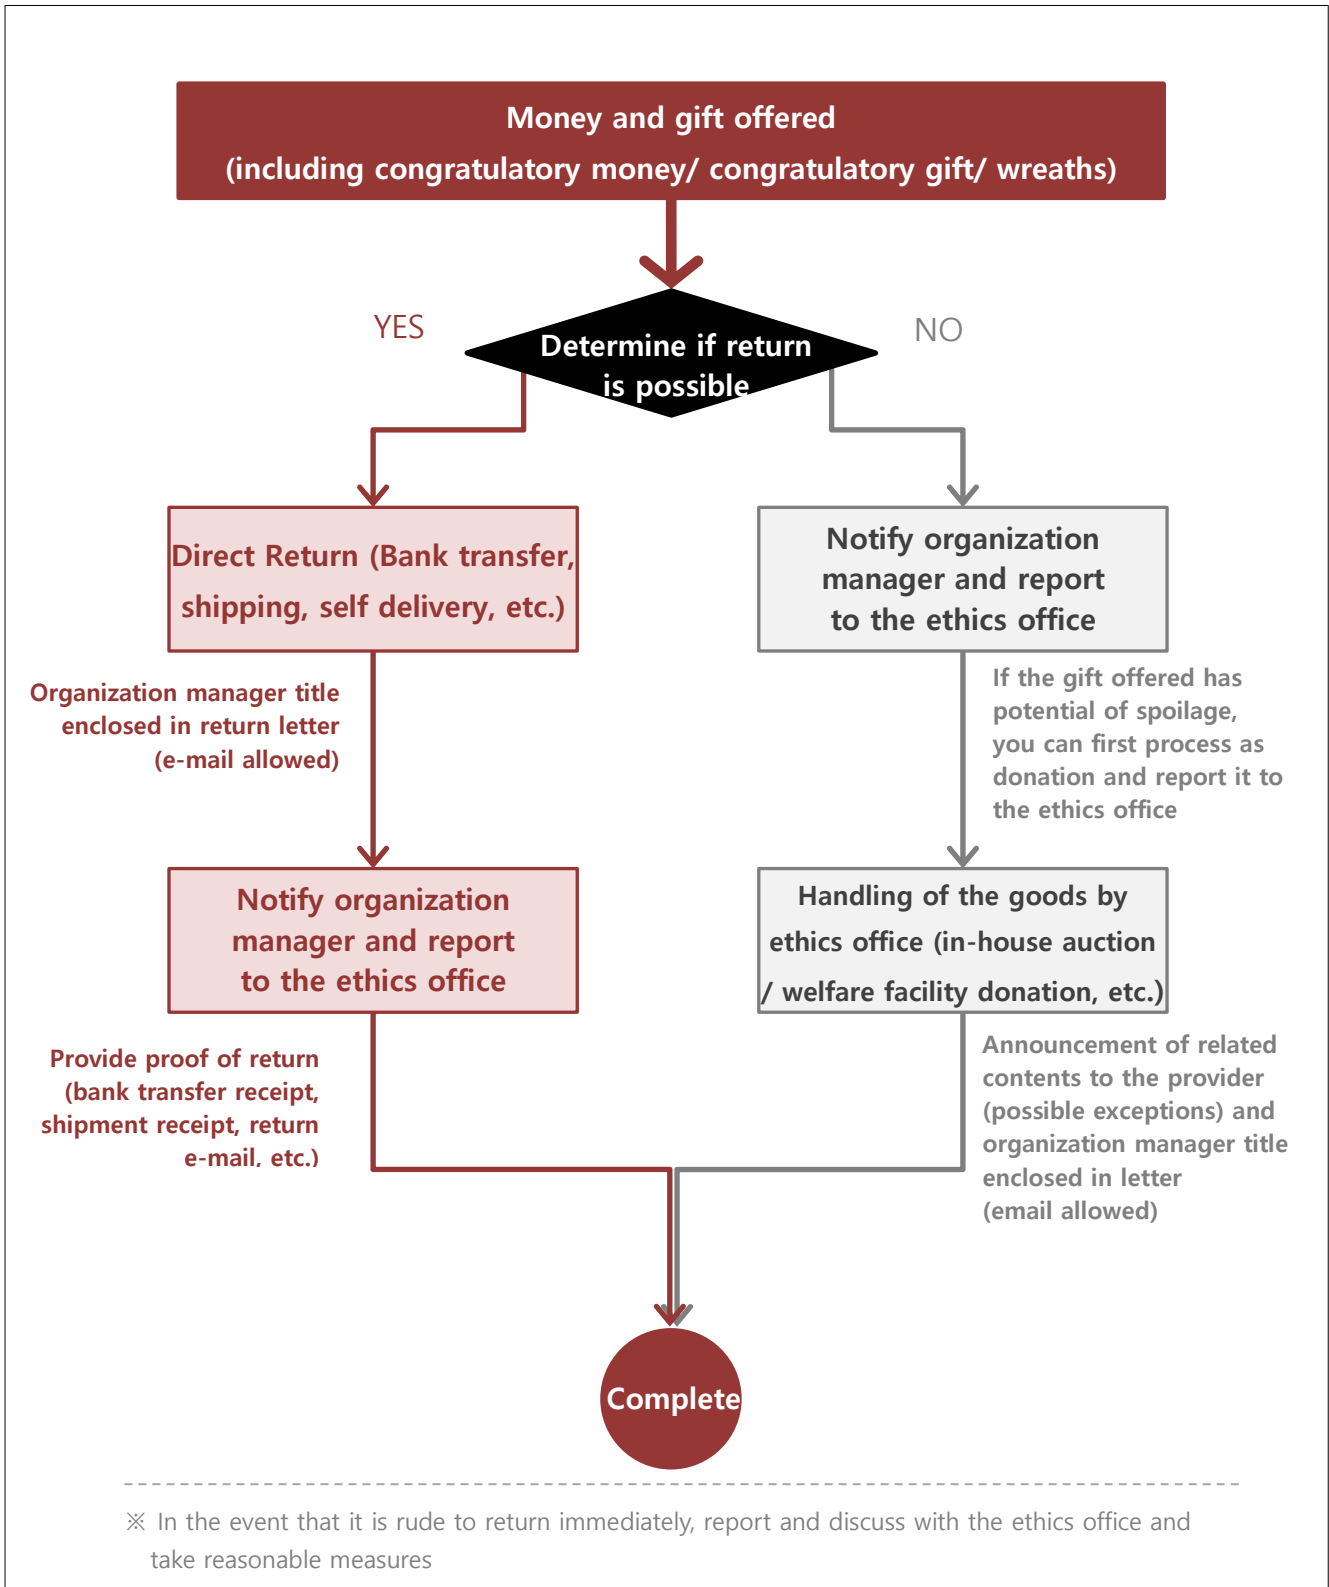 Money and gift offered
(including congratulatory money/ congratulatory gift/ wreaths)
YES
NO
Determine if return
is possible
Direct Return (Bank transfer,
shipping, self delivery, etc.)
Notify organization
manager and report
to the ethics office
Organization manager title
enclosed in return letter
(e-mail allowed)
If the gift offered has
potential of spoilage,
you can first process as
donation and report it to
the ethics office
Notify organization
manager and report
to the ethics office
Handling of the goods by
ethics office (in-house auction
/ welfare facility donation, etc.)
Provide proof of return
(bank transfer receipt,
shipment receipt, return
e-mail, etc.)
Announcement of related
contents to the provider
(possible exceptions) and
organization manager title
enclosed in letter
(email allowed)
Complete
※ In the event that it is rude to return immediately, report and discuss with the ethics office and
take reasonable measures